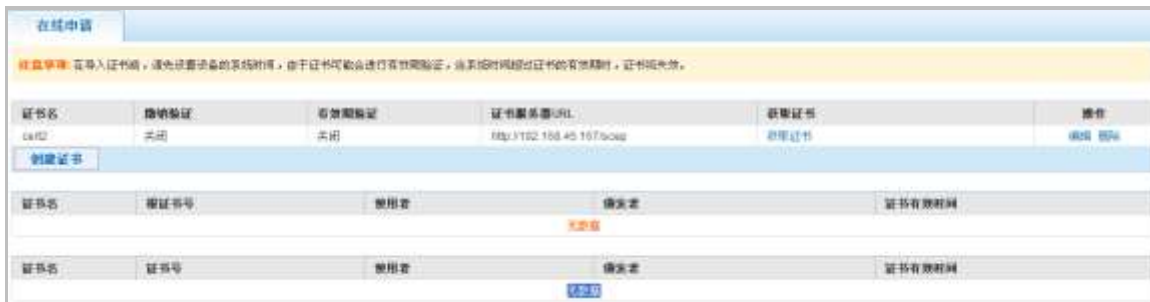 在线申请
注意事项: 在导入证书前，请先设置设备的系统时间，由于证书可能会进行有效期验证，当系统时间超过证书的有效期时，证书将失效。
证书名 撤销验证 有效期验证 证书服务器URL 获取证书 操作
cert2 关闭 关闭 http://192.168.45.167/scep 获取证书 编辑 删除
创建证书
证书名 根证书号 使用者 颁发者 证书有效时间
无数据
证书名 证书号 使用者 颁发者 证书有效时间
无数据